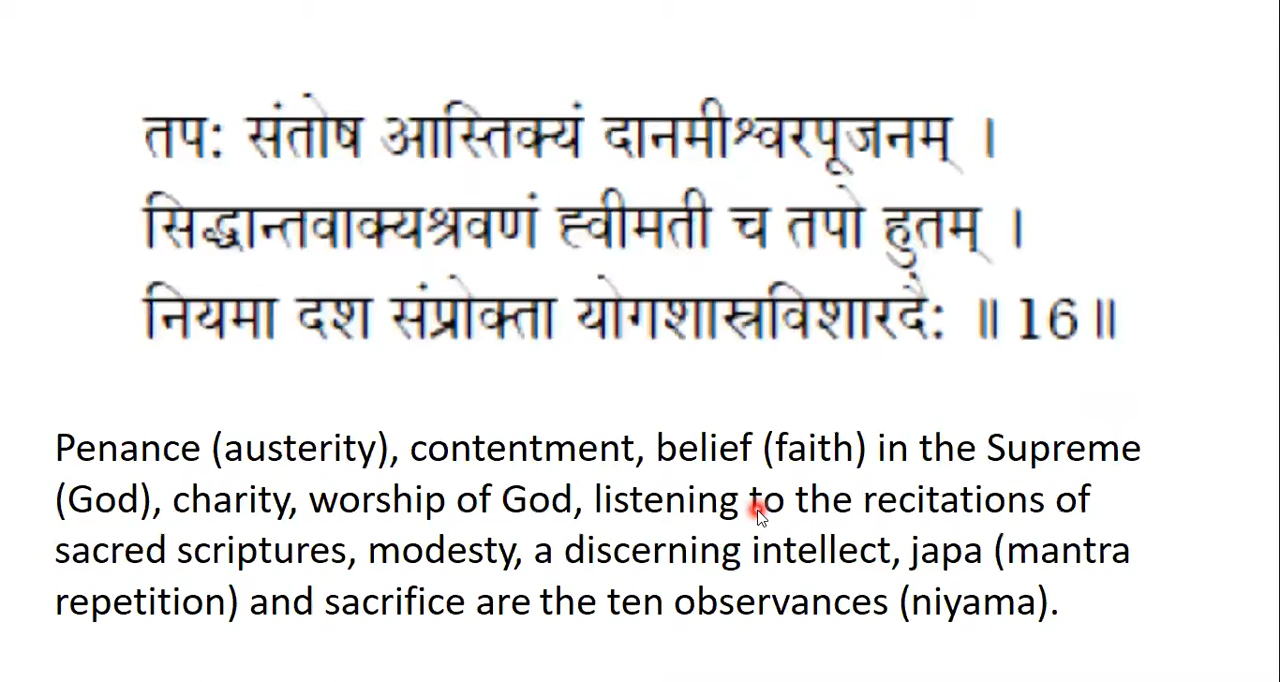 तप: संतोष आस्तिक्यं दानमीश्वरपूजनम् ।
सिद्धान्तवाक्यश्रवणं ह्वीमती च तपो हुतम् ।
नियमा दश संप्रोक्ता योगशास्त्रविशारदै: ॥ 16 ॥
Penance (austerity), contentment, belief (faith) in the Supreme
(God), charity, worship of God, listening to the recitations of
sacred scriptures, modesty, a discerning intellect, japa (mantra
repetition) and sacrifice are the ten observances (niyama).